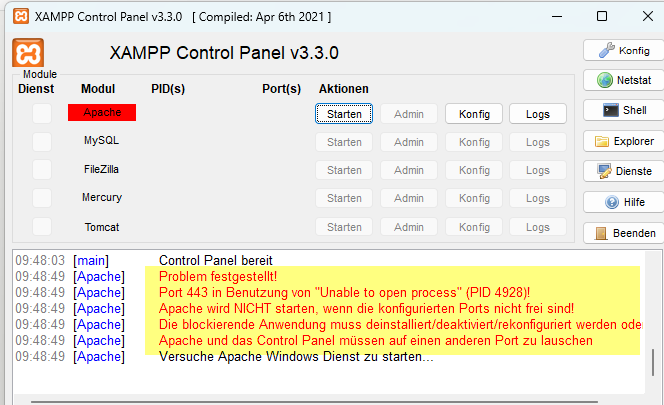 XAMPP Control Panel v3.3.0 [ Compiled: Apr 6th 2021 ]
XAMPP Control Panel v3.3.0
Konfig
Module
Dienst Modul PID(s) Port(s) Aktionen
Netstat
Apache Starten Admin Konfig Logs
Shell
MySQL Starten Admin Konfig Logs
Explorer
FileZilla Starten Admin Konfig Logs
Dienste
Mercury Starten Admin Konfig Logs
Hilfe
Tomcat Starten Admin Konfig Logs
Beenden
09:48:03 [main] Control Panel bereit
09:48:49 [Apache] Problem festgestellt!
09:48:49 [Apache] Port 443 in Benutzung von "Unable to open process" (PID 4928)!
09:48:49 [Apache] Apache wird NICHT starten, wenn die konfigurierten Ports nicht frei sind!
09:48:49 [Apache] Die blockierende Anwendung muss deinstalliert/deaktiviert/rekonfiguriert werden ode
09:48:49 [Apache] Apache und das Control Panel müssen auf einen anderen Port zu lauschen
09:48:49 [Apache] Versuche Apache Windows Dienst zu starten...